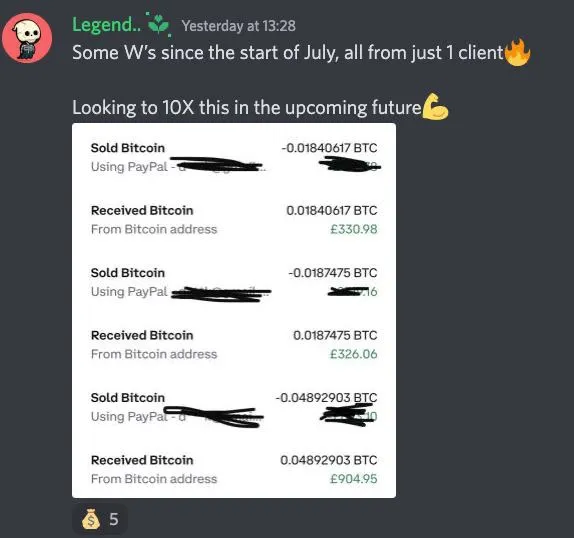 Legend.. Yesterday at 13:28
Some W's since the start of July, all from just 1 client🔥
Looking to 10X this in the upcoming future💪
Sold Bitcoin -0.01840617 BTC
Using PayPal -
Received Bitcoin 0.01840617 BTC
From Bitcoin address £330.98
Sold Bitcoin -0.0187475 BTC
Using PayPal
Received Bitcoin 0.0187475 BTC
From Bitcoin address £326.06
Sold Bitcoin -0.04892903 BTC
Using PayPal -
Received Bitcoin 0.04892903 BTC
From Bitcoin address £904.95
💰 5